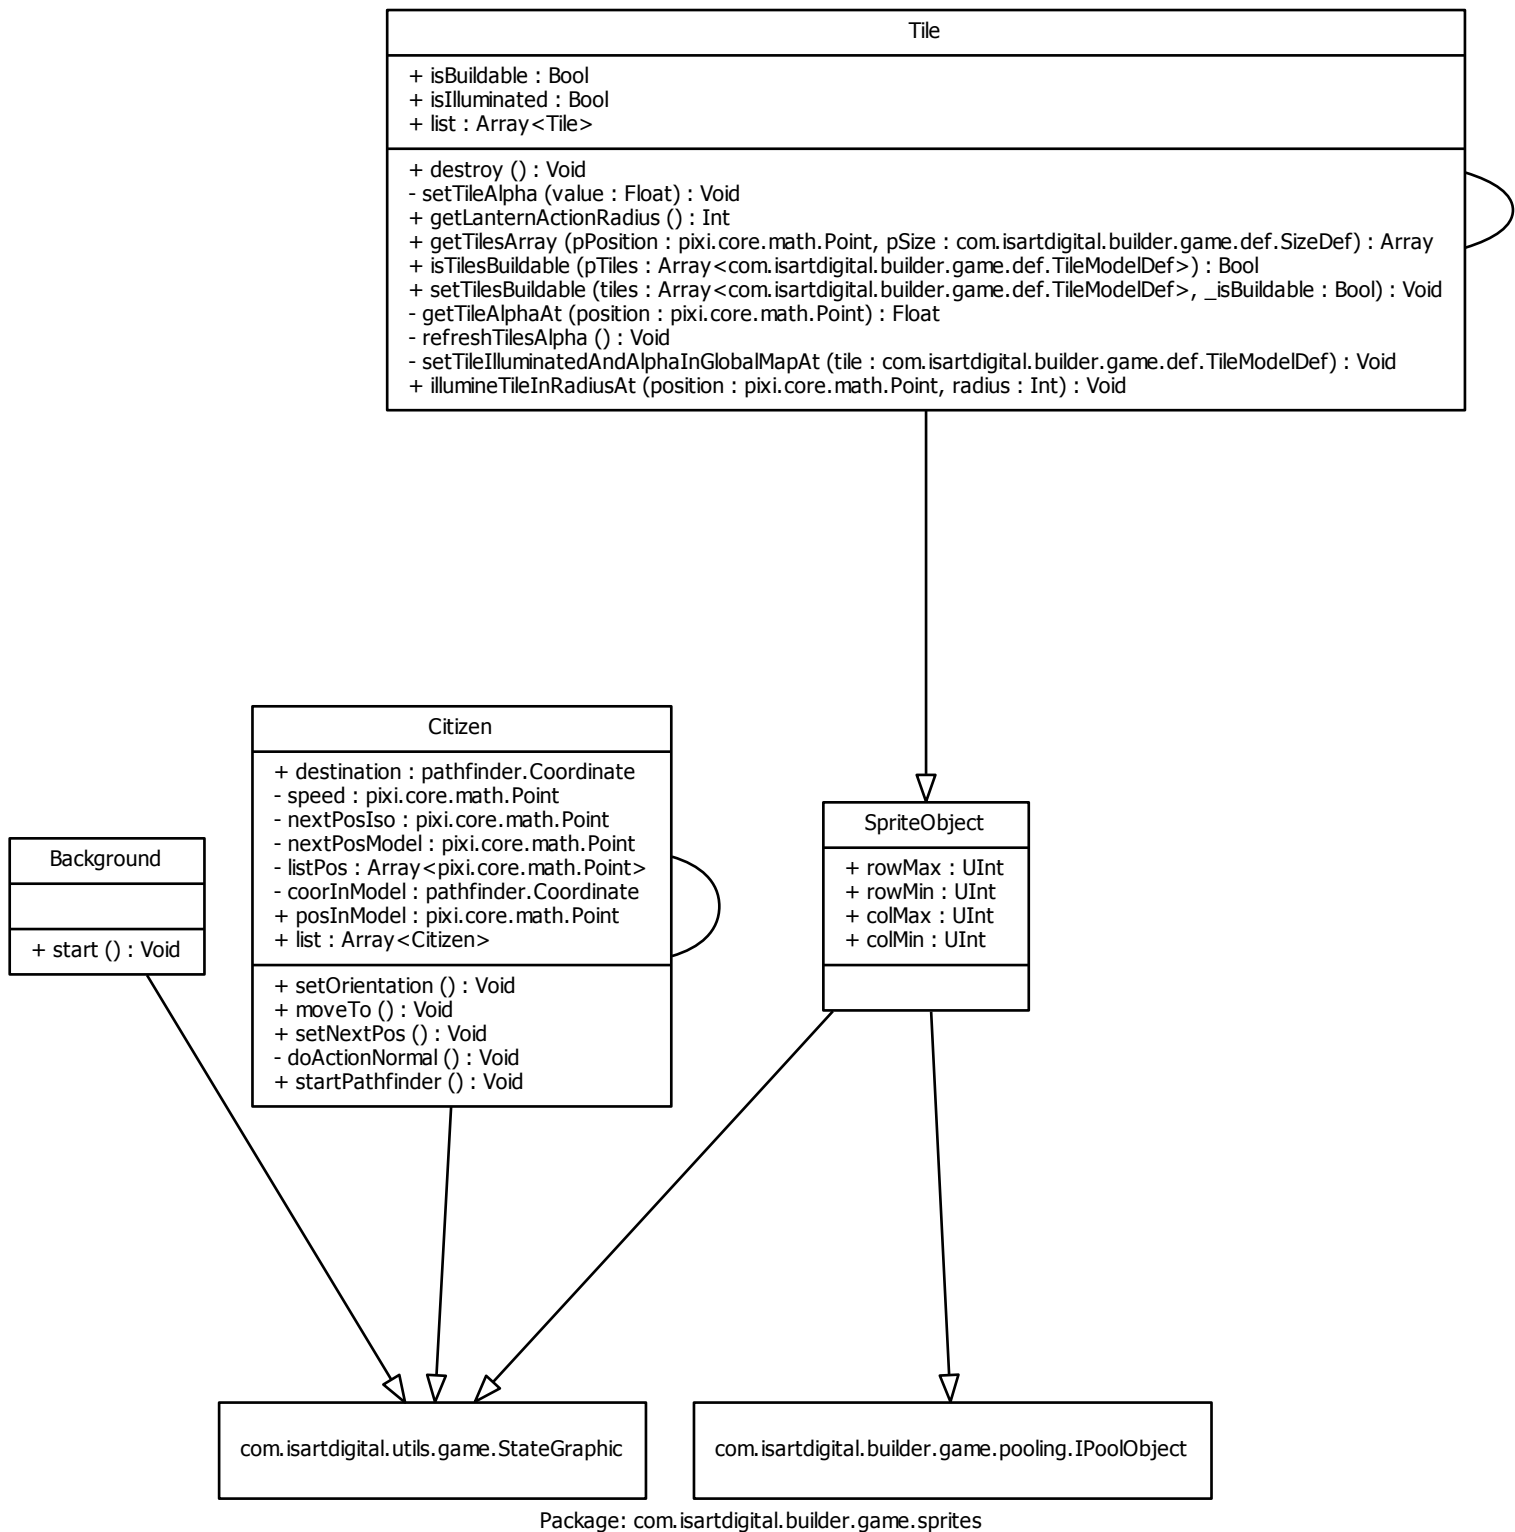 Tile
+ isBuildable : Bool
+ isIlluminated : Bool
+ list : Array<Tile>
+ destroy () : Void
- setTileAlpha (value : Float) : Void
+ getLanternActionRadius () : Int
+ getTilesArray (pPosition : pixi.core.math.Point, pSize : com.isartdigital.builder.game.def.SizeDef) : Array
+ isTilesBuildable (pTiles : Array<com.isartdigital.builder.game.def.TileModelDef>) : Bool
+ setTilesBuildable (tiles : Array<com.isartdigital.builder.game.def.TileModelDef>, _isBuildable : Bool) : Void
- getTileAlphaAt (position : pixi.core.math.Point) : Float
- refreshTilesAlpha () : Void
- setTileIlluminatedAndAlphaInGlobalMapAt (tile : com.isartdigital.builder.game.def.TileModelDef) : Void
+ illumineTileInRadiusAt (position : pixi.core.math.Point, radius : Int) : Void
Citizen
+ destination : pathfinder.Coordinate
- speed : pixi.core.math.Point
- nextPosIso : pixi.core.math.Point
- nextPosModel : pixi.core.math.Point
- listPos : Array<pixi.core.math.Point>
- coorInModel : pathfinder.Coordinate
+ posInModel : pixi.core.math.Point
+ list : Array<Citizen>
+ setOrientation () : Void
+ moveTo () : Void
+ setNextPos () : Void
- doActionNormal () : Void
+ startPathfinder () : Void
SpriteObject
+ rowMax : UInt
+ rowMin : UInt
+ colMax : UInt
+ colMin : UInt
Background
+ start () : Void
com.isartdigital.utils.game.StateGraphic
com.isartdigital.builder.game.pooling.IPoolObject
Package: com.isartdigital.builder.game.sprites